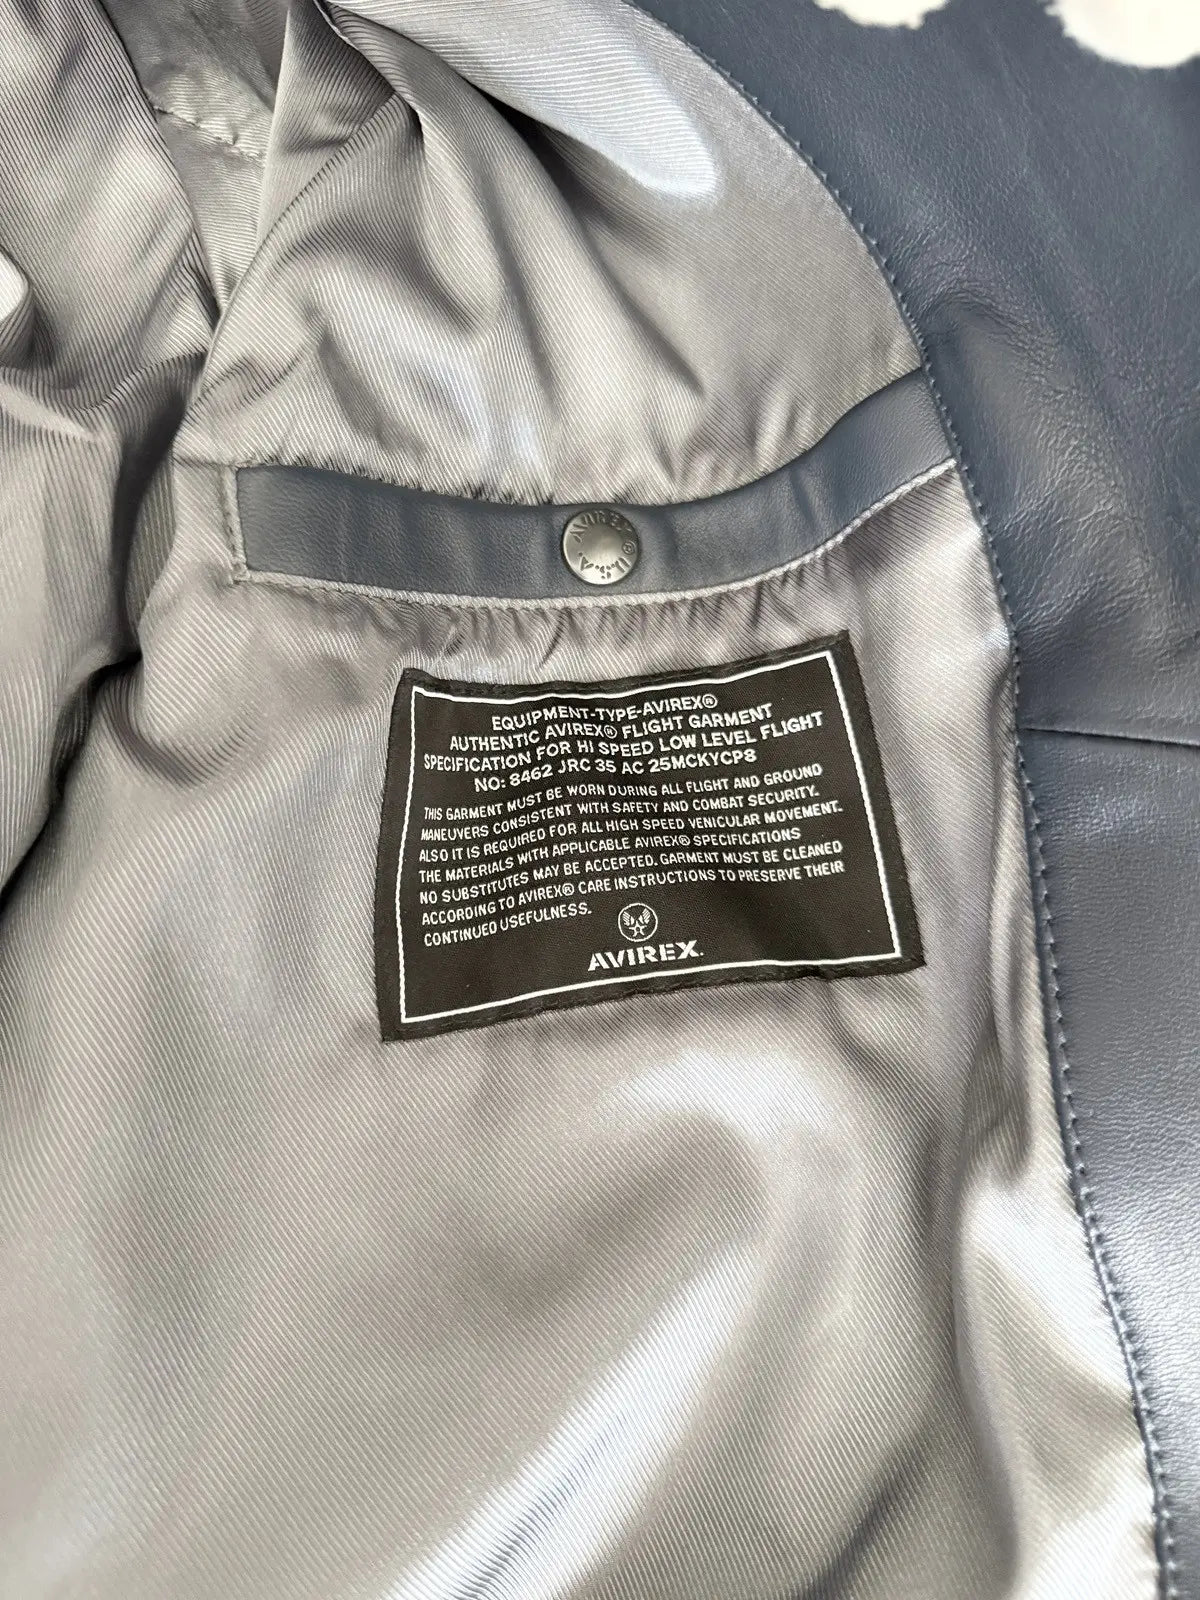 AVIREX® U.S.A.
EQUIPMENT-TYPE-AVIREX®
AUTHENTIC AVIREX® FLIGHT GARMENT
SPECIFICATION FOR HI SPEED LOW LEVEL FLIGHT
NO: 8462 JRC 35 AC 25MCKYCP8
THIS GARMENT MUST BE WORN DURING ALL FLIGHT AND GROUND
MANEUVERS CONSISTENT WITH SAFETY AND COMBAT SECURITY.
ALSO IT IS REQUIRED FOR ALL HIGH SPEED VENICULAR MOVEMENT.
THE MATERIALS WITH APPLICABLE AVIREX® SPECIFICATIONS
NO SUBSTITUTES MAY BE ACCEPTED. GARMENT MUST BE CLEANED
ACCORDING TO AVIREX® CARE INSTRUCTIONS TO PRESERVE THEIR
CONTINUED USEFULNESS.
AVIREX.